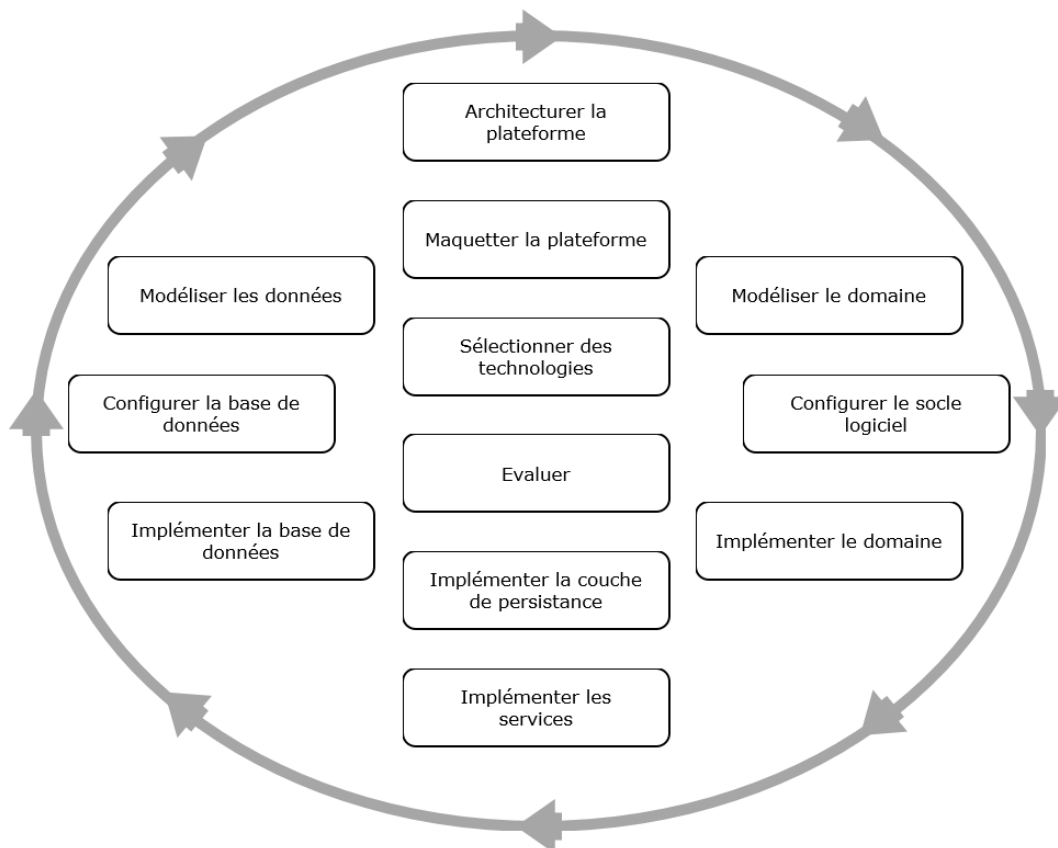 Architecturer la
plateforme
Maquetter la plateforme
Modéliser les données
Modéliser le domaine
Sélectionner des
technologies
Configurer la base de
données
Configurer le socle
logiciel
Evaluer
Implémenter la base de
données
Implémenter le domaine
Implémenter la couche
de persistance
Implémenter les
services